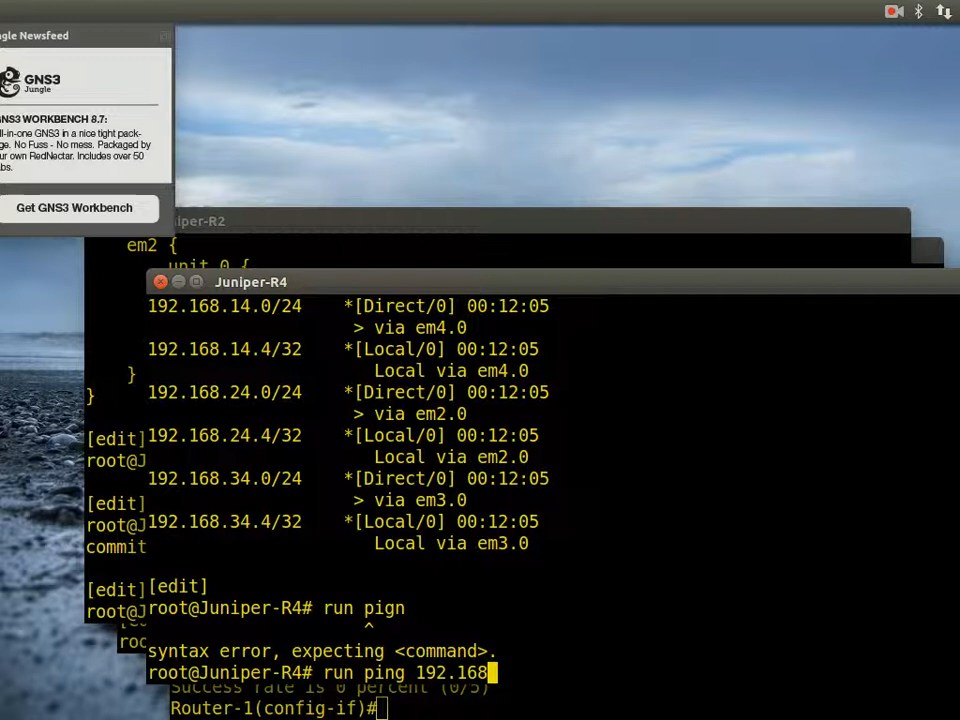 gle Newsfeed
GNS3
Jungle
GNS3 WORKBENCH 8.7:
ll-in-one GNS3 in a nice tight pack-
ge. No Fuss - No mess. Packaged by
ur own RedNectar. Includes over 50
abs.
Get GNS3 Workbench
niper-R2
em2 {
unit 0 {
}
}
[edit]
root@J
[edit]
root@J
commit
[edit]
root@J
Juniper-R4
192.168.14.0/24 *[Direct/0] 00:12:05
> via em4.0
192.168.14.4/32 *[Local/0] 00:12:05
Local via em4.0
192.168.24.0/24 *[Direct/0] 00:12:05
> via em2.0
192.168.24.4/32 *[Local/0] 00:12:05
Local via em2.0
192.168.34.0/24 *[Direct/0] 00:12:05
> via em3.0
192.168.34.4/32 *[Local/0] 00:12:05
Local via em3.0
[edit]
root@Juniper-R4# run pign
^
syntax error, expecting <command>.
root@Juniper-R4# run ping 192.168
roo
Success rate is 0 percent (0/5)
Router-1(config-if)#